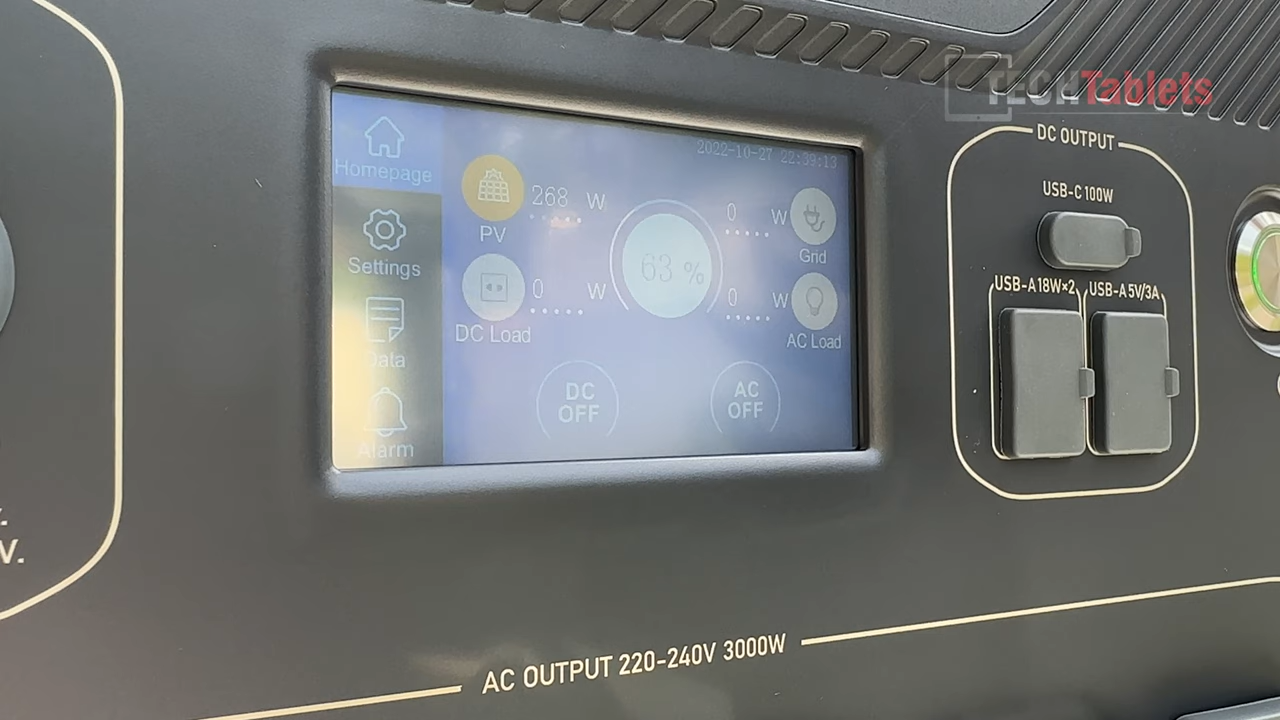 TECHTablets
2022-10-27 22:39:13
Homepage
268 W
PV
0 W
Grid
63 %
Settings
0 W
DC Load
0 W
AC Load
Data
DC
OFF
AC
OFF
Alarm
DC OUTPUT
USB-C 100W
USB-A 18W×2
USB-A 5V/3A
V.
AC OUTPUT 220-240V 3000W